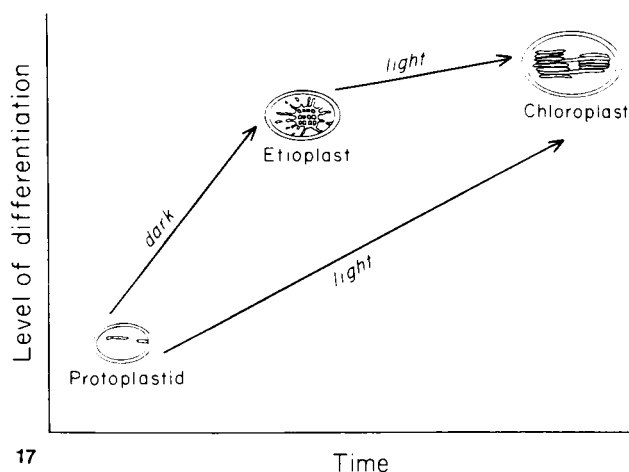 light
Chloroplast
Etioplast
dark
light
Protoplastid
Level of differentiation
17
Time